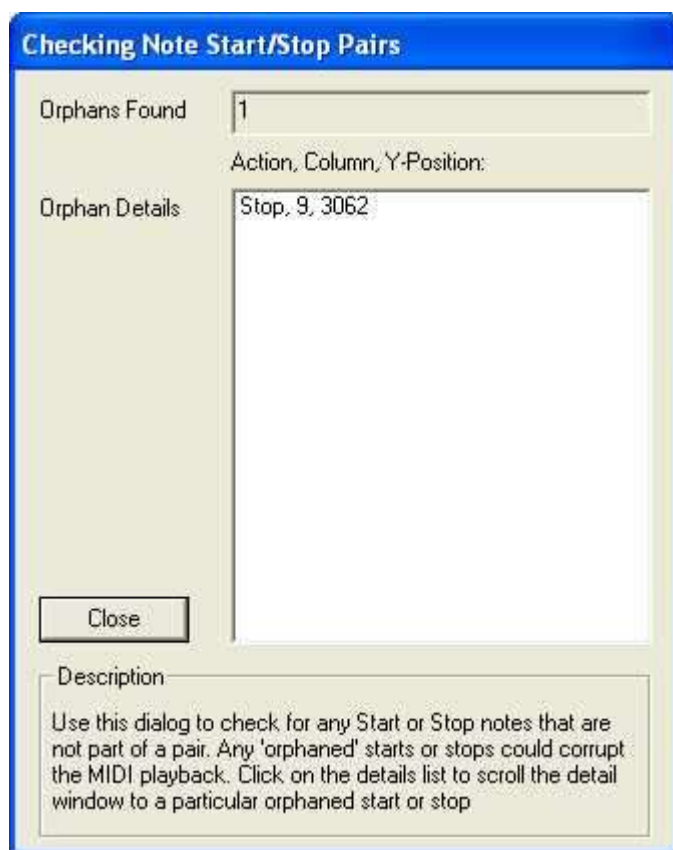 Checking Note Start/Stop Pairs
Orphans Found
1
Action, Column, Y-Position:
Orphan Details
Stop, 9, 3062
Close
Description
Use this dialog to check for any Start or Stop notes that are
not part of a pair. Any 'orphaned' starts or stops could corrupt
the MIDI playback. Click on the details list to scroll the detail
window to a particular orphaned start or stop